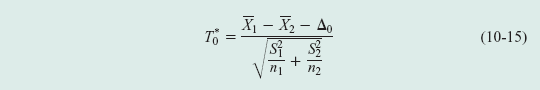 T₀* = (X̄₁ − X̄₂ − Δ₀) / √(S₁²/n₁ + S₂²/n₂) (10-15)